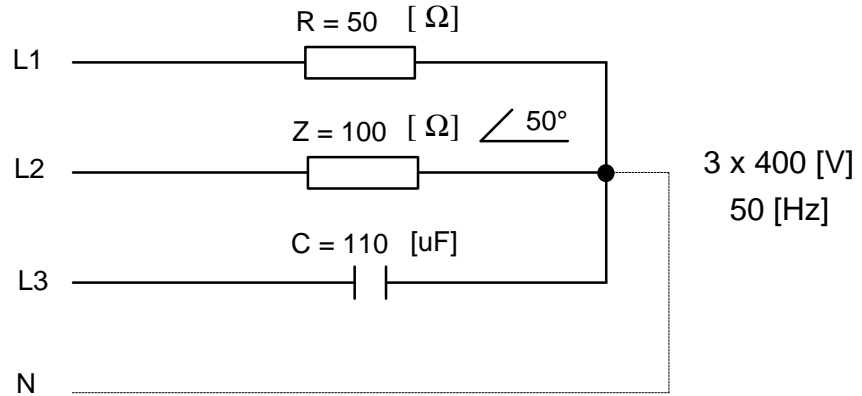 R = 50 [ Ω]
L1
Z = 100 [ Ω] 50°
L2
3 x 400 [V]
50 [Hz]
C = 110 [uF]
L3
N